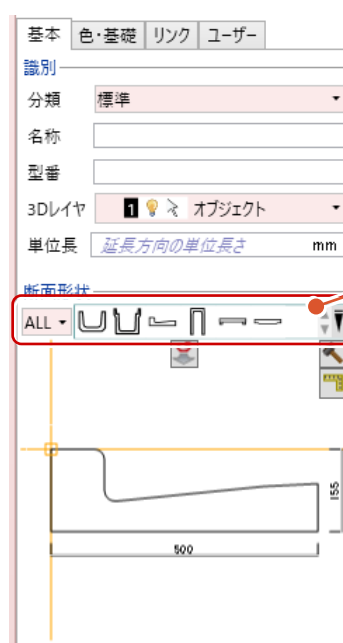 基本 色・基礎 リンク ユーザー
識別
分類 標準
名称
型番
3Dレイヤ 1 オブジェクト
単位長 延長方向の単位長さ mm
断面形状
ALL
155
500